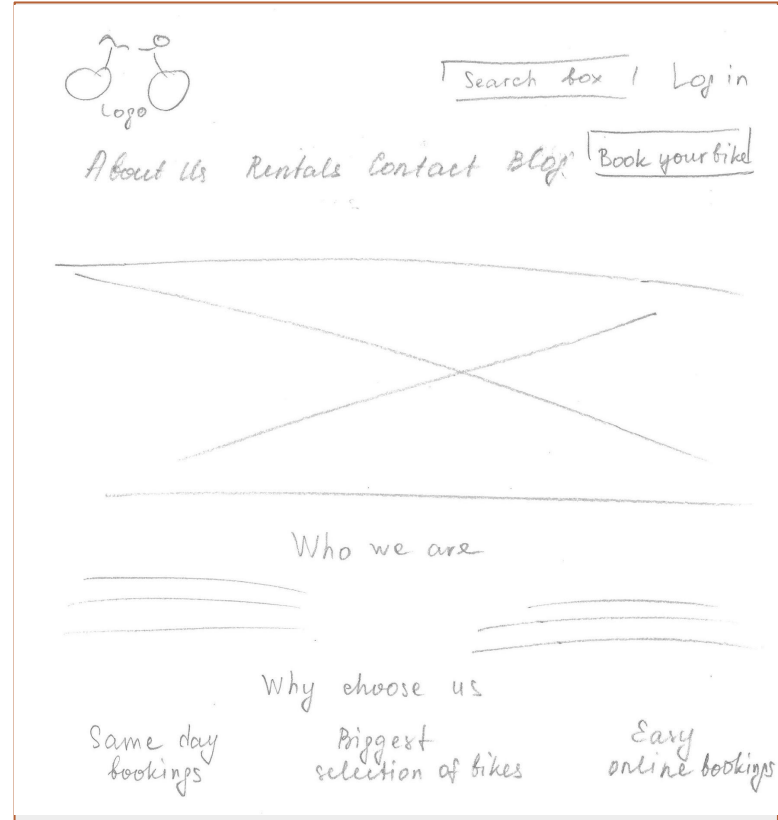 Logo
Search box
Log in
About Us Rentals Contact Blog Book your bike
Who we are
Why choose us
Same day
bookings
Biggest
selection of bikes
Easy
online bookings